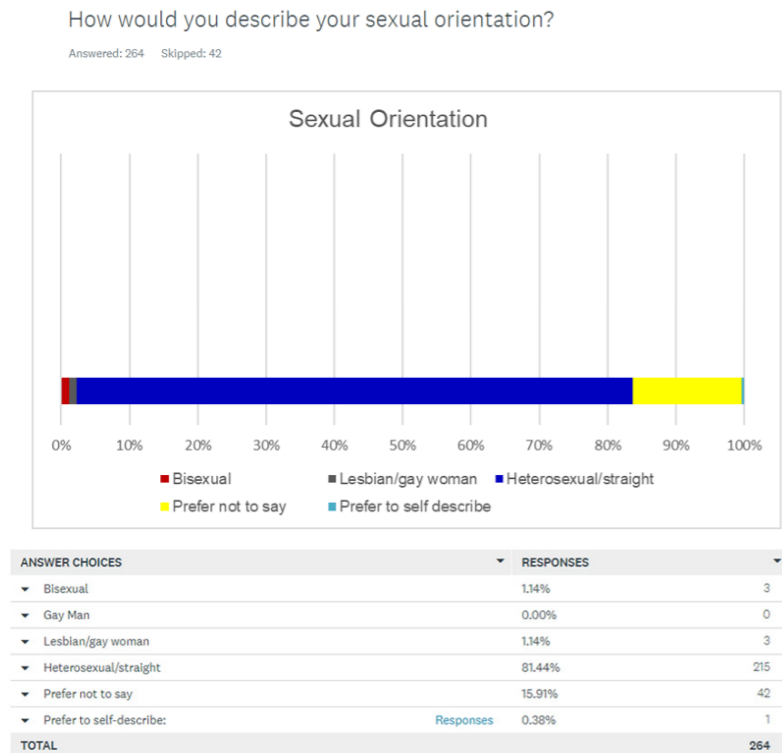 How would you describe your sexual orientation?
Answered: 264 Skipped: 42
Sexual Orientation
0% 10% 20% 30% 40% 50% 60% 70% 80% 90% 100%
Bisexual Lesbian/gay woman Heterosexual/straight
Prefer not to say Prefer to self describe
ANSWER CHOICES RESPONSES
Bisexual 1.14% 3
Gay Man 0.00% 0
Lesbian/gay woman 1.14% 3
Heterosexual/straight 81.44% 215
Prefer not to say 15.91% 42
Prefer to self-describe: Responses 0.38% 1
TOTAL 264